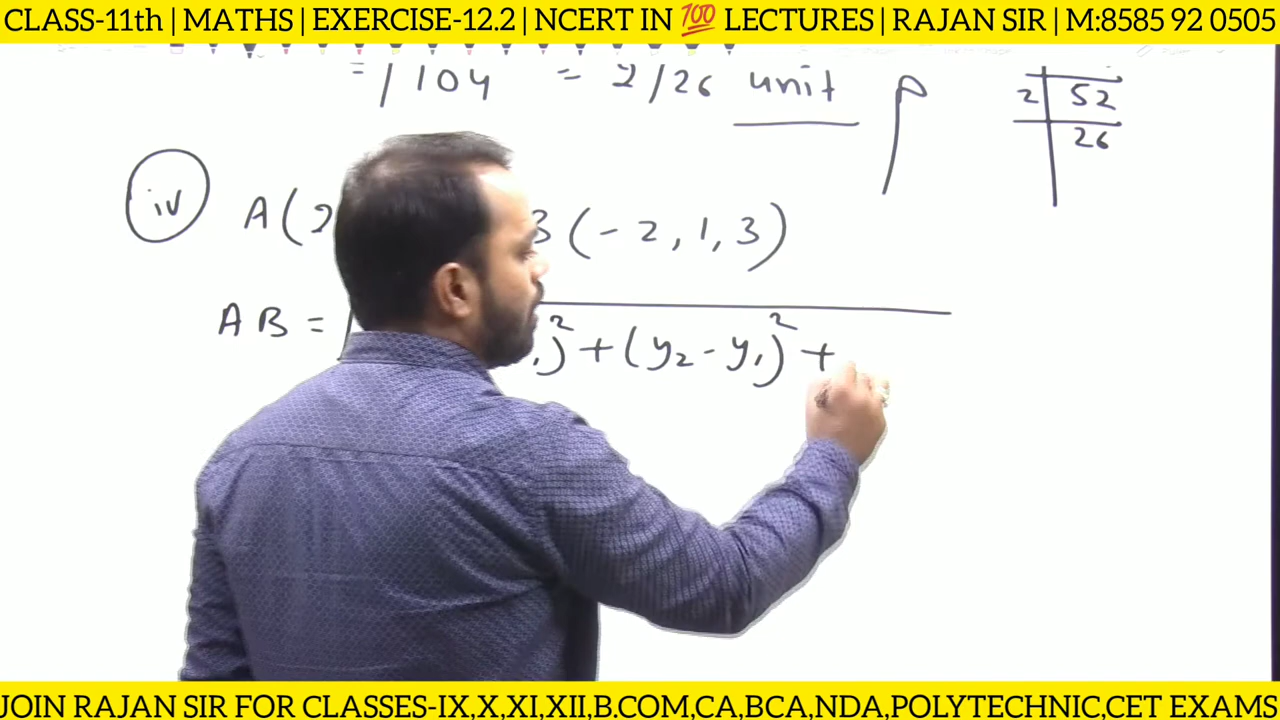 CLASS-11th | MATHS | EXERCISE-12.2 | NCERT IN 💯 LECTURES | RAJAN SIR | M:8585 92 0505
= √104 = 2√26 unit
2 | 52
26
iv A(2 B(-2, 1, 3)
AB = √ )² + (y₂ - y₁)² +
JOIN RAJAN SIR FOR CLASSES-IX,X,XI,XII,B.COM,CA,BCA,NDA,POLYTECHNIC,CET EXAMS